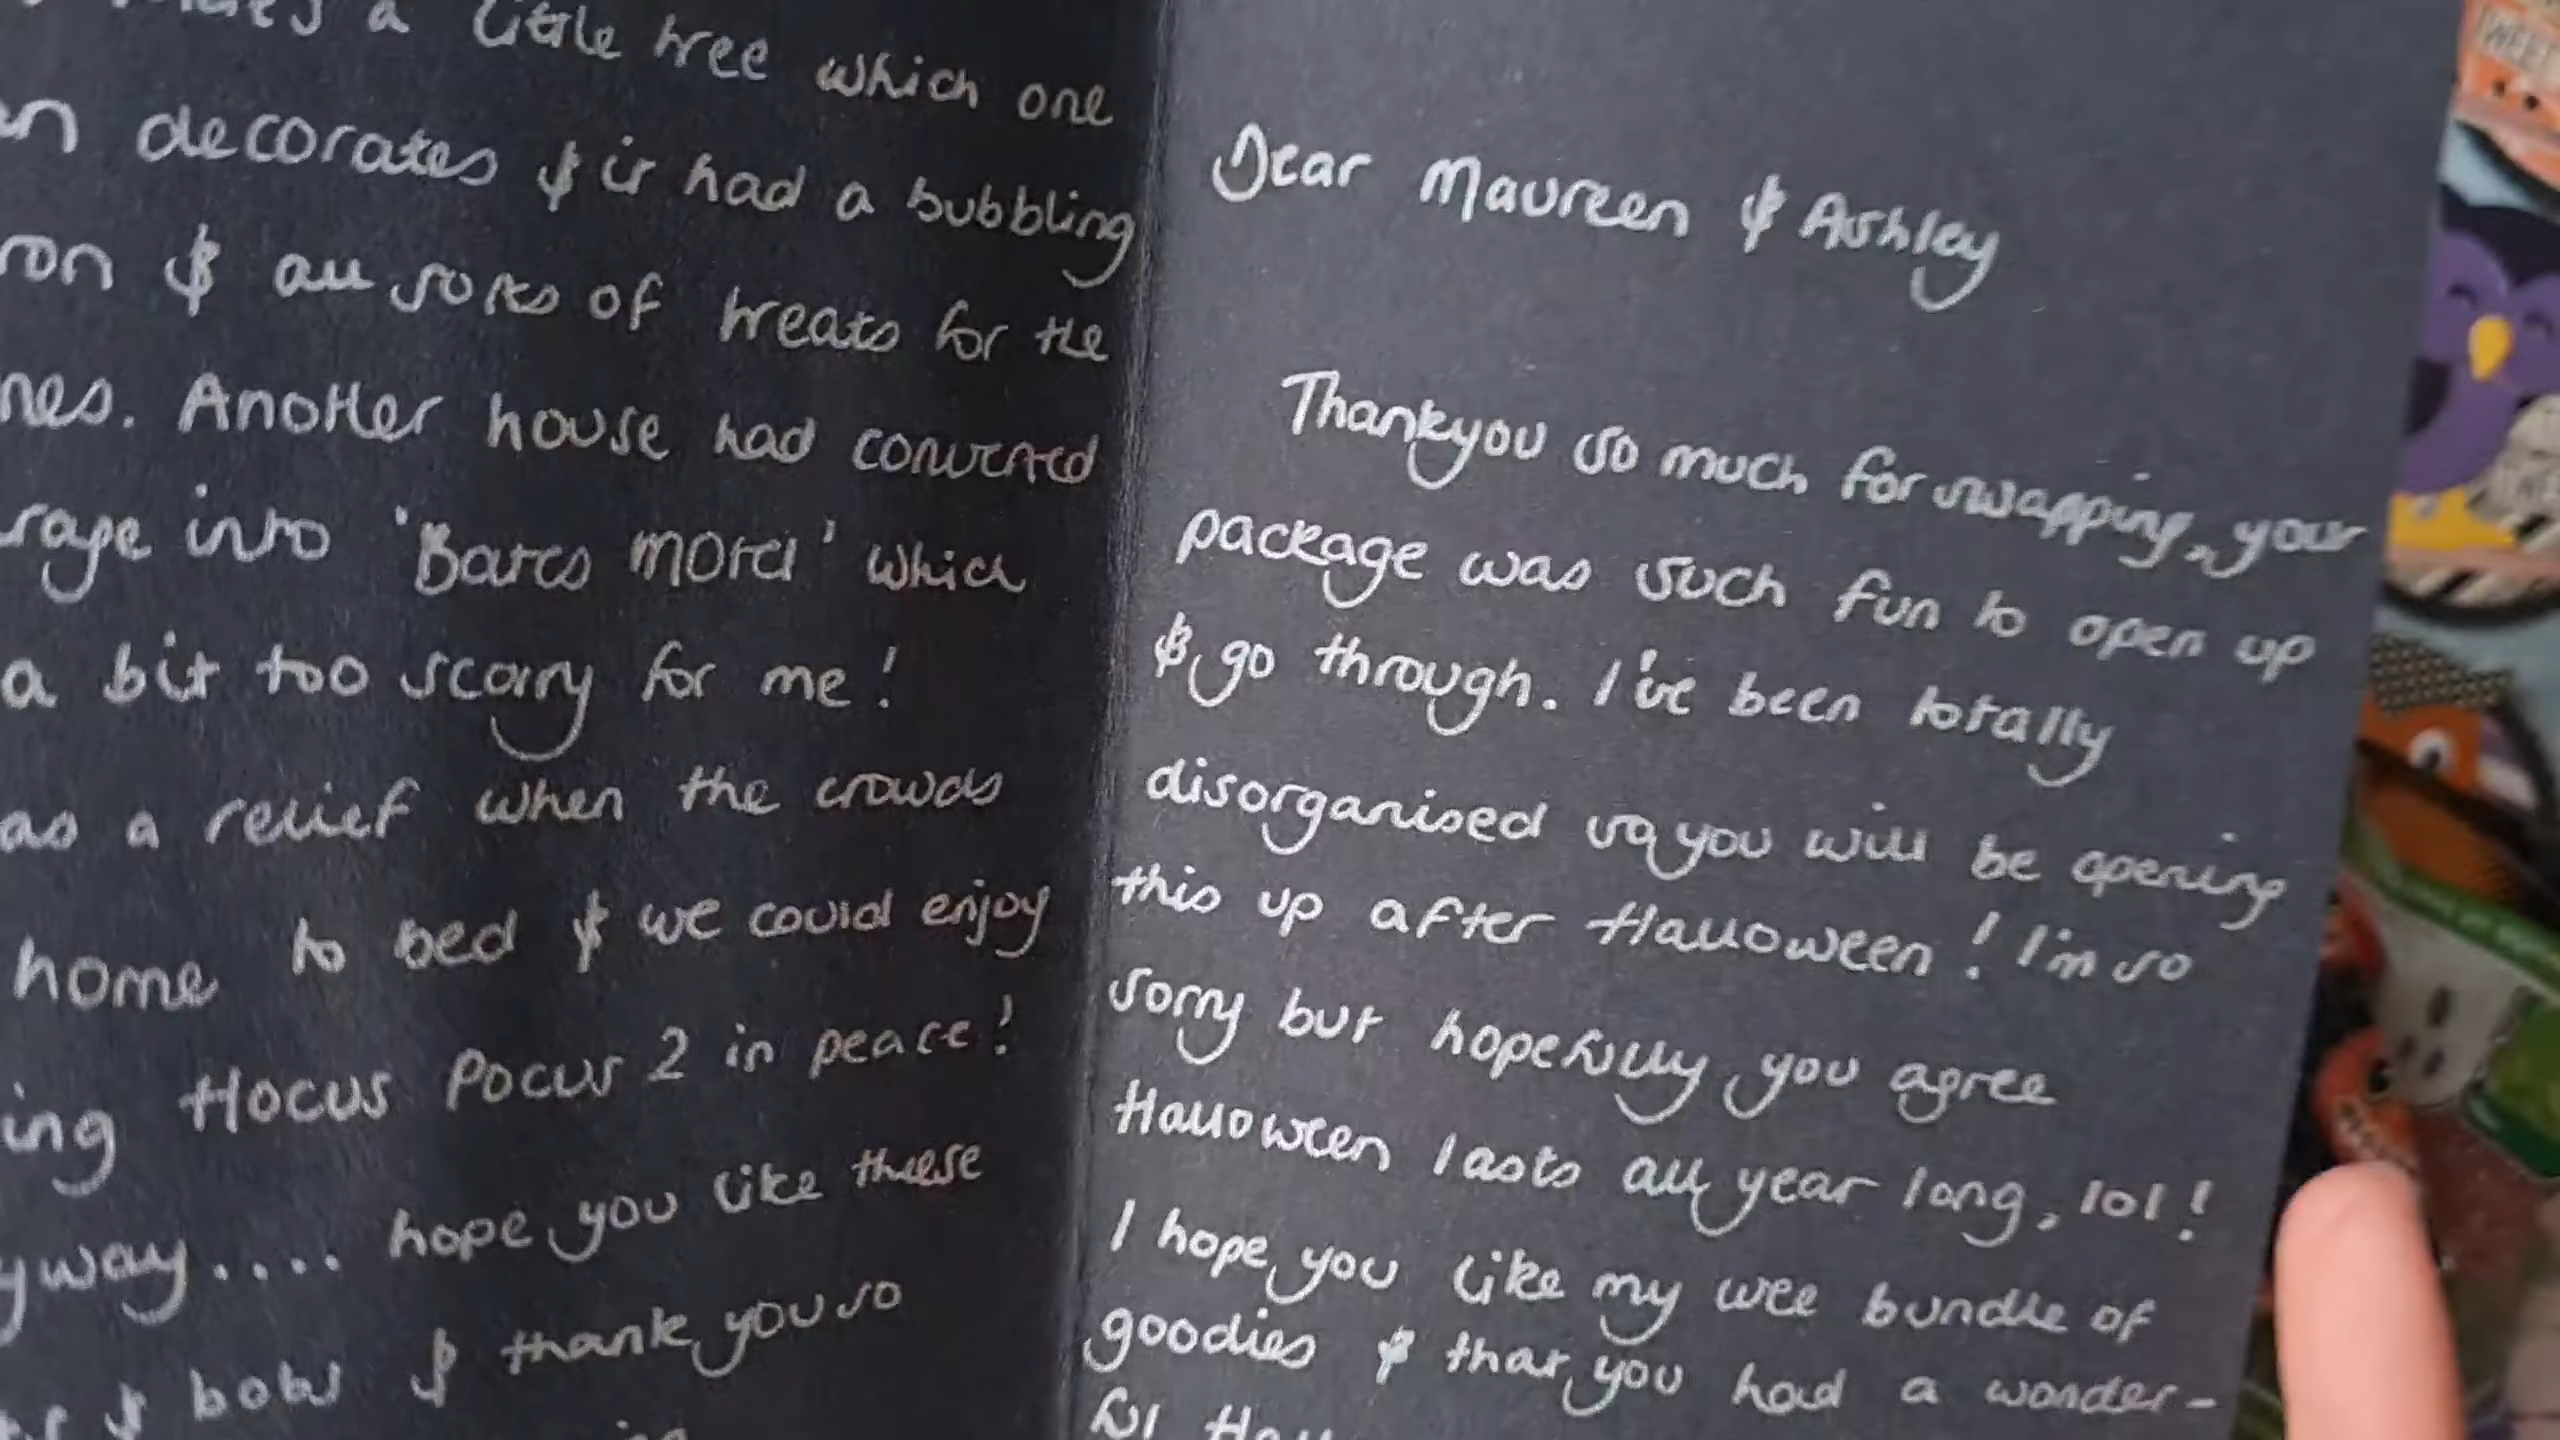 a little tree which one
decorates & it had a bubbling
& all sorts of treats for the
Another house had converted
into 'Bates Motel' which
a bit too scary for me!
a relief when the crowds
home to bed & we could enjoy
Hocus Pocus 2 in peace!
hope you like these
& bobs & thank you so
Dear Maureen & Ashley
Thankyou so much for swapping, your
package was such fun to open up
& go through. I've been totally
disorganised so you will be opening
this up after Halloween! I'm so
sorry but hopefully you agree
Halloween lasts all year long, lol!
I hope you like my wee bundle of
goodies & that you had a wonder-
ful